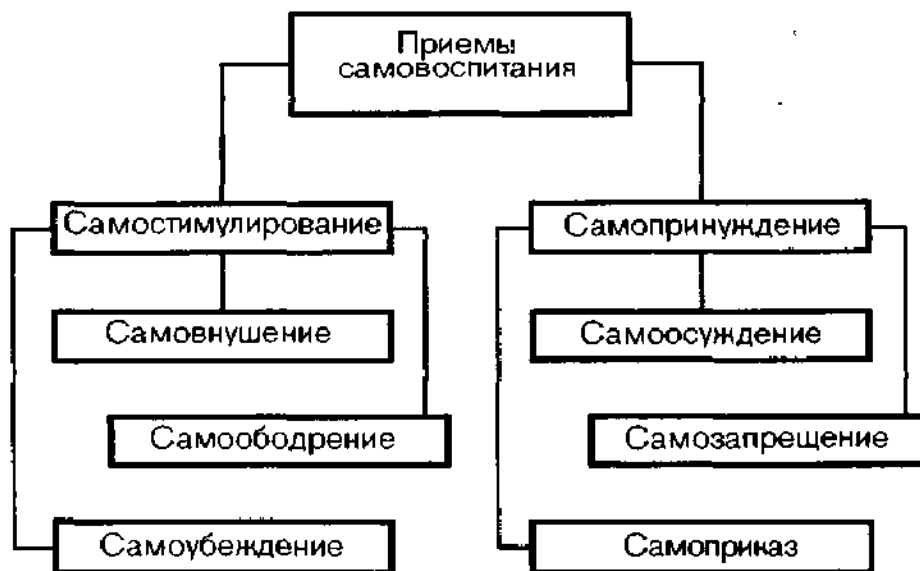 Приемы
самовоспитания
Самостимулирование
Самопринуждение
Самовнушение
Самоосуждение
Самоободрение
Самозапрещение
Самоубеждение
Самоприказ